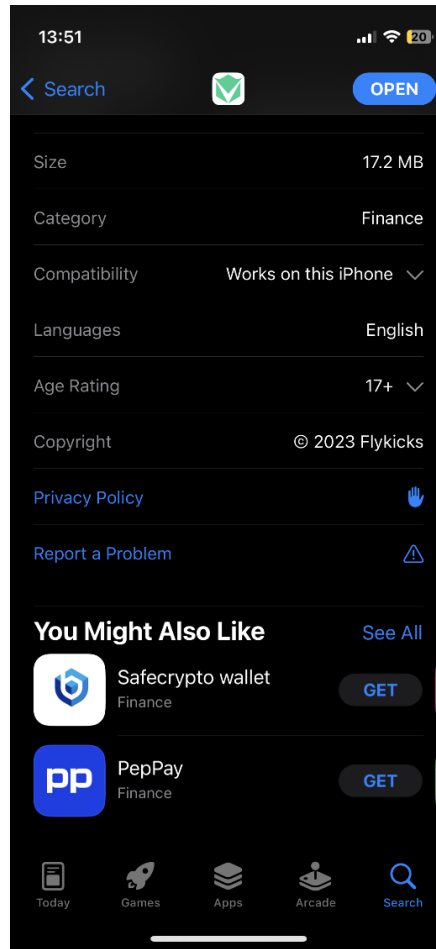 13:51
20
Search
OPEN
Size 17.2 MB
Category Finance
Compatibility Works on this iPhone
Languages English
Age Rating 17+
Copyright © 2023 Flykicks
Privacy Policy
Report a Problem
You Might Also Like See All
Safecrypto wallet
Finance
GET
pp
PepPay
Finance
GET
Today Games Apps Arcade Search